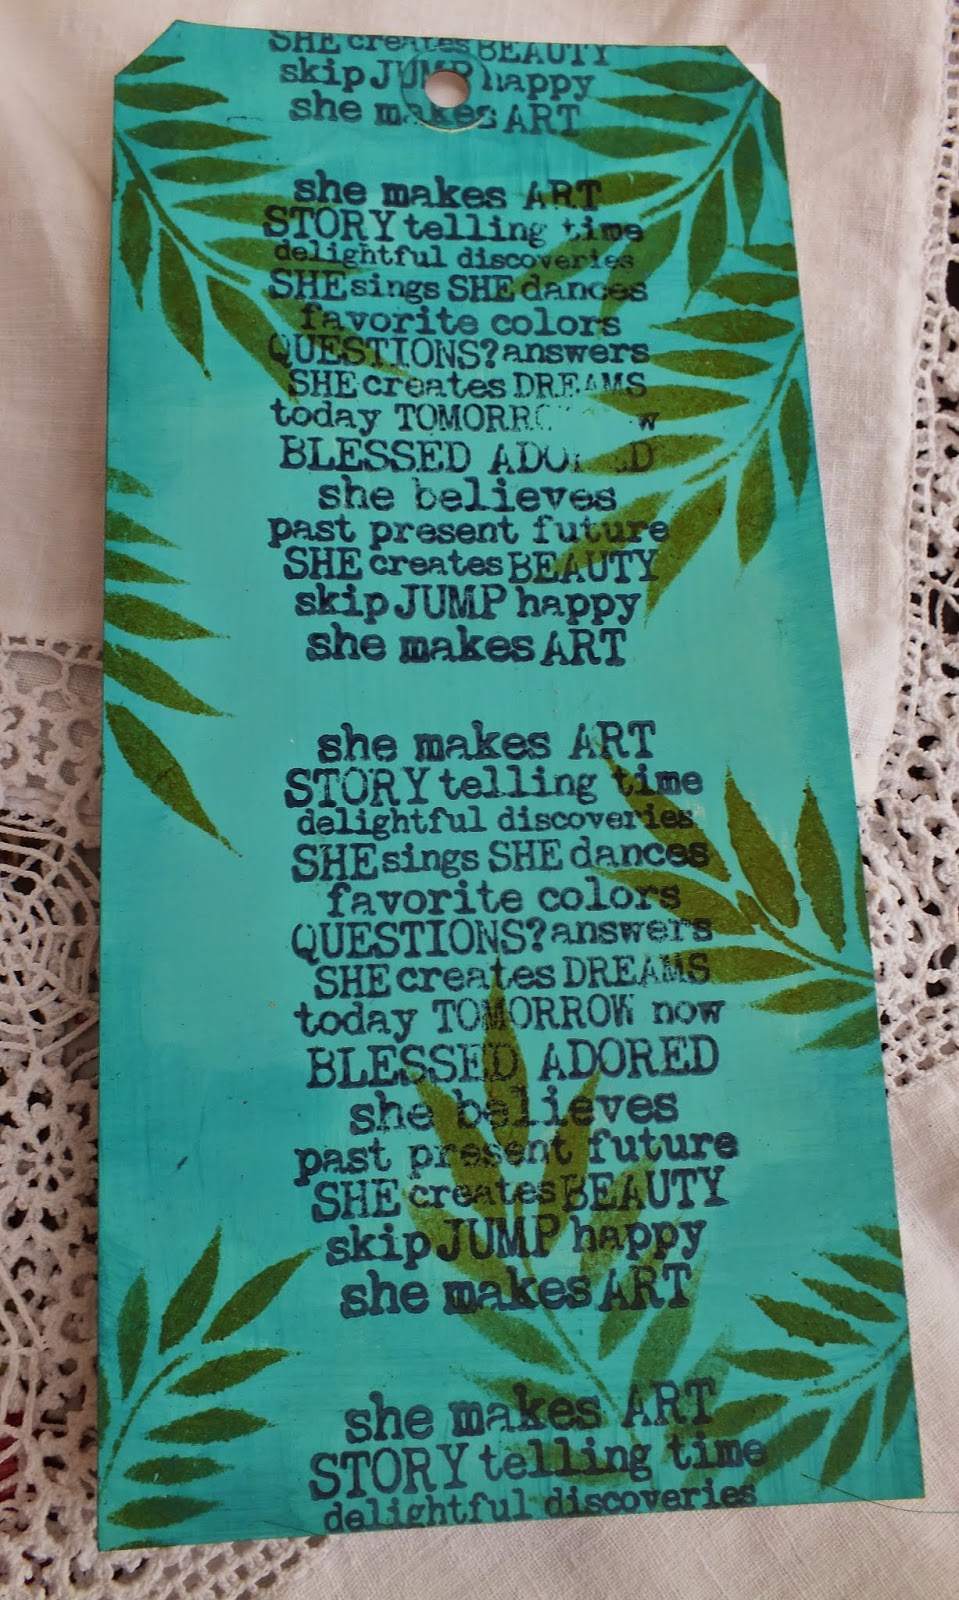 SHE creates BEAUTY
skip JUMP happy
she makes ART
she makes ART
STORY telling time
delightful discoveries
SHE sings SHE dances
favorite colors
QUESTIONS? answers
SHE creates DREAMS
today TOMORROW
BLESSED ADORED
she believes
past present future
SHE creates BEAUTY
skip JUMP happy
she makes ART
she makes ART
STORY telling time
delightful discoveries
SHE sings SHE dances
favorite colors
QUESTIONS? answers
SHE creates DREAMS
today TOMORROW now
BLESSED ADORED
she believes
past present future
SHE creates BEAUTY
skip JUMP happy
she makes ART
she makes ART
STORY telling time
delightful discoveries